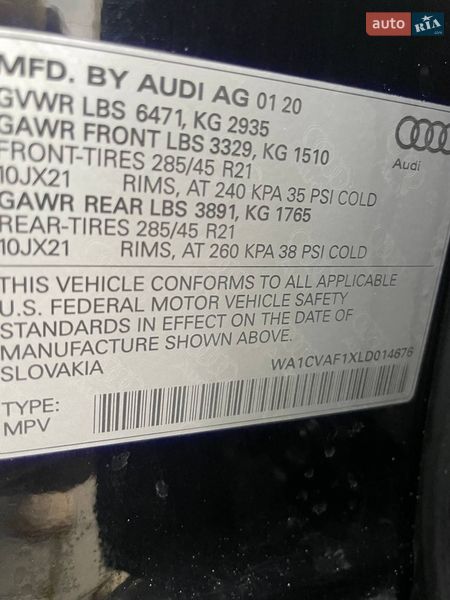 auto RIA .com
MFD. BY AUDI AG 01 20
GVWR LBS 6471, KG 2935
GAWR FRONT LBS 3329, KG 1510
FRONT-TIRES 285/45 R21
10JX21 RIMS, AT 240 KPA 35 PSI COLD
GAWR REAR LBS 3891, KG 1765
REAR-TIRES 285/45 R21
10JX21 RIMS, AT 260 KPA 38 PSI COLD
Audi
THIS VEHICLE CONFORMS TO ALL APPLICABLE
U.S. FEDERAL MOTOR VEHICLE SAFETY
STANDARDS IN EFFECT ON THE DATE OF
MANUFACTURE SHOWN ABOVE.
SLOVAKIA
WA1CVAF1XLD014676
TYPE:
MPV